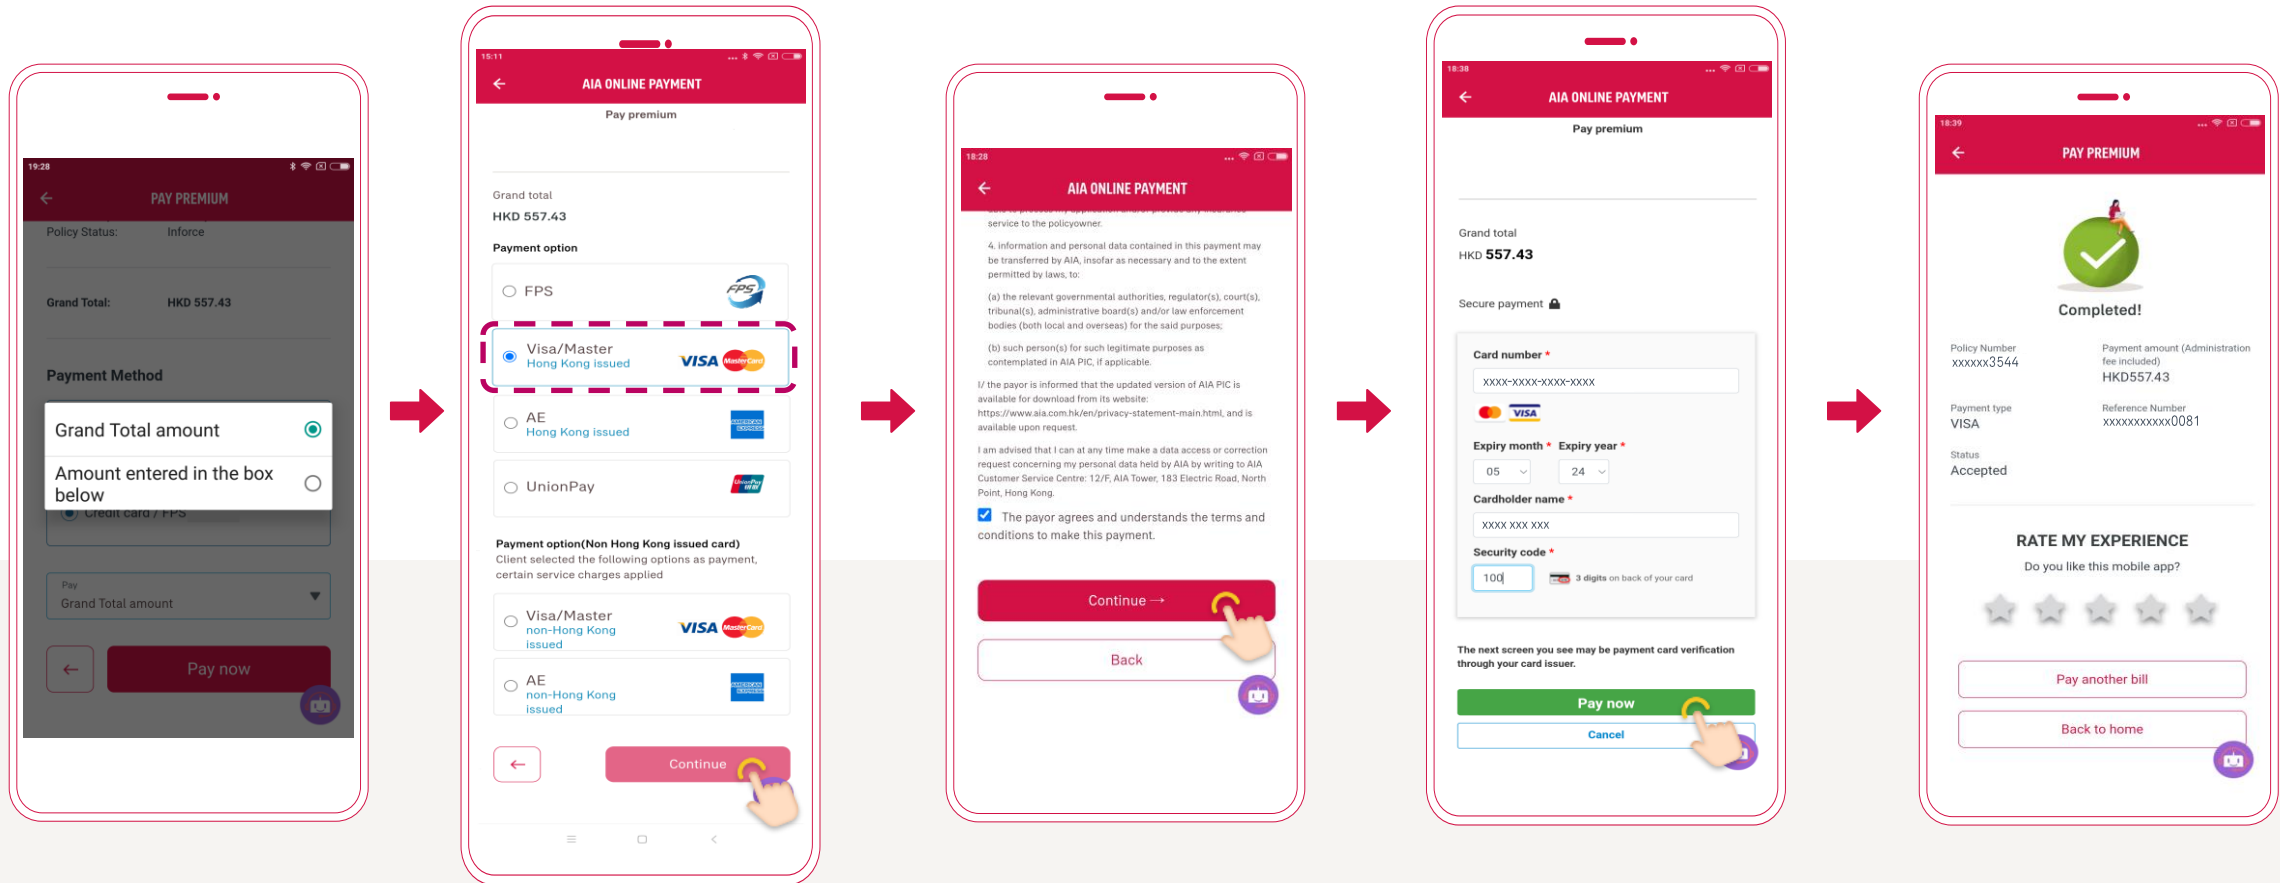 19:28
PAY PREMIUM
Policy Status: Inforce
Grand Total: HKD 557.43
Payment Method
Grand Total amount
Amount entered in the box
below
Credit card / FPS
Pay
Grand Total amount
Pay now
15:11
AIA ONLINE PAYMENT
Pay premium
Grand total
HKD 557.43
Payment option
FPS
FPS
Visa/Master
Hong Kong issued
VISA MasterCard
AE
Hong Kong issued
AMERICAN
EXPRESS
UnionPay
UnionPay
银联
Payment option(Non Hong Kong issued card)
Client selected the following options as payment,
certain service charges applied
Visa/Master
non-Hong Kong
issued
VISA MasterCard
AE
non-Hong Kong
issued
AMERICAN
EXPRESS
Continue
18:28
AIA ONLINE PAYMENT
service to the policyowner.
4. information and personal data contained in this payment may
be transferred by AIA, insofar as necessary and to the extent
permitted by laws, to:
(a) the relevant governmental authorities, regulator(s), court(s),
tribunal(s), administrative board(s) and/or law enforcement
bodies (both local and overseas) for the said purposes;
(b) such person(s) for such legitimate purposes as
contemplated in AIA PIC, if applicable.
I/ the payor is informed that the updated version of AIA PIC is
available for download from its website:
https://www.aia.com.hk/en/privacy-statement-main.html, and is
available upon request.
I am advised that I can at any time make a data access or correction
request concerning my personal data held by AIA by writing to AIA
Customer Service Centre: 12/F, AIA Tower, 183 Electric Road, North
Point, Hong Kong.
The payor agrees and understands the terms and
conditions to make this payment.
Continue →
Back
18:38
AIA ONLINE PAYMENT
Pay premium
Grand total
HKD 557.43
Secure payment
Card number *
xxxx-xxxx-xxxx-xxxx
VISA
Expiry month * Expiry year *
05 24
Cardholder name *
xxxx xxx xxx
Security code *
100 3 digits on back of your card
The next screen you see may be payment card verification
through your card issuer.
Pay now
Cancel
18:39
PAY PREMIUM
Completed!
Policy Number
xxxxxx3544
Payment amount (Administration
fee included)
HKD557.43
Payment type
VISA
Reference Number
xxxxxxxxxxx0081
Status
Accepted
RATE MY EXPERIENCE
Do you like this mobile app?
Pay another bill
Back to home